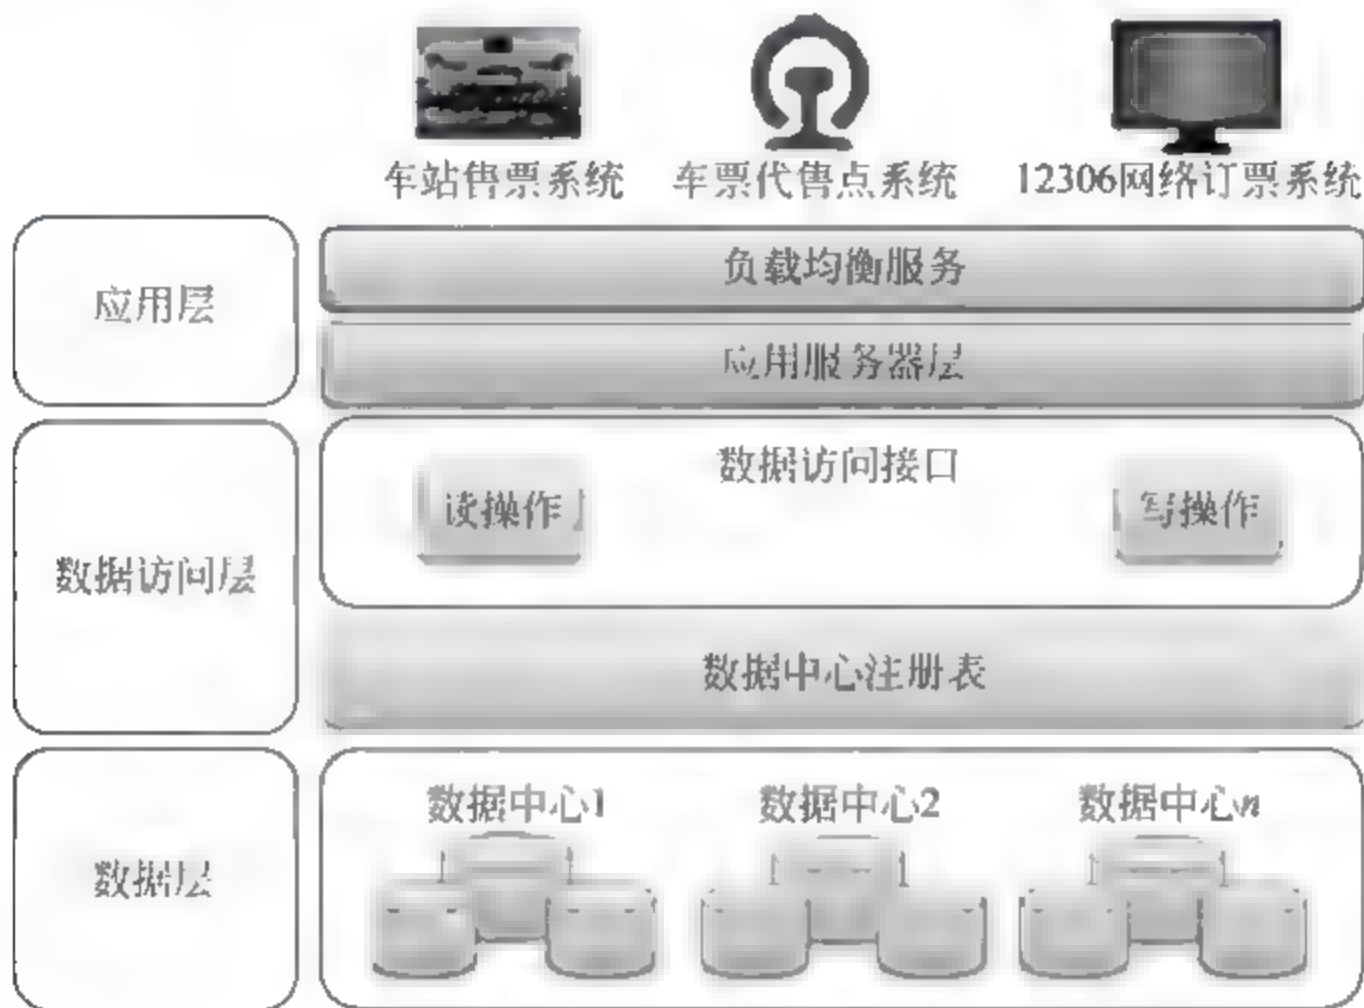 车站售票系统 车票代售点系统 12306网络订票系统
应用层
负载均衡服务
应用服务器层
数据访问层
数据访问接口
读操作 写操作
数据中心注册表
数据层
数据中心1 数据中心2 数据中心n